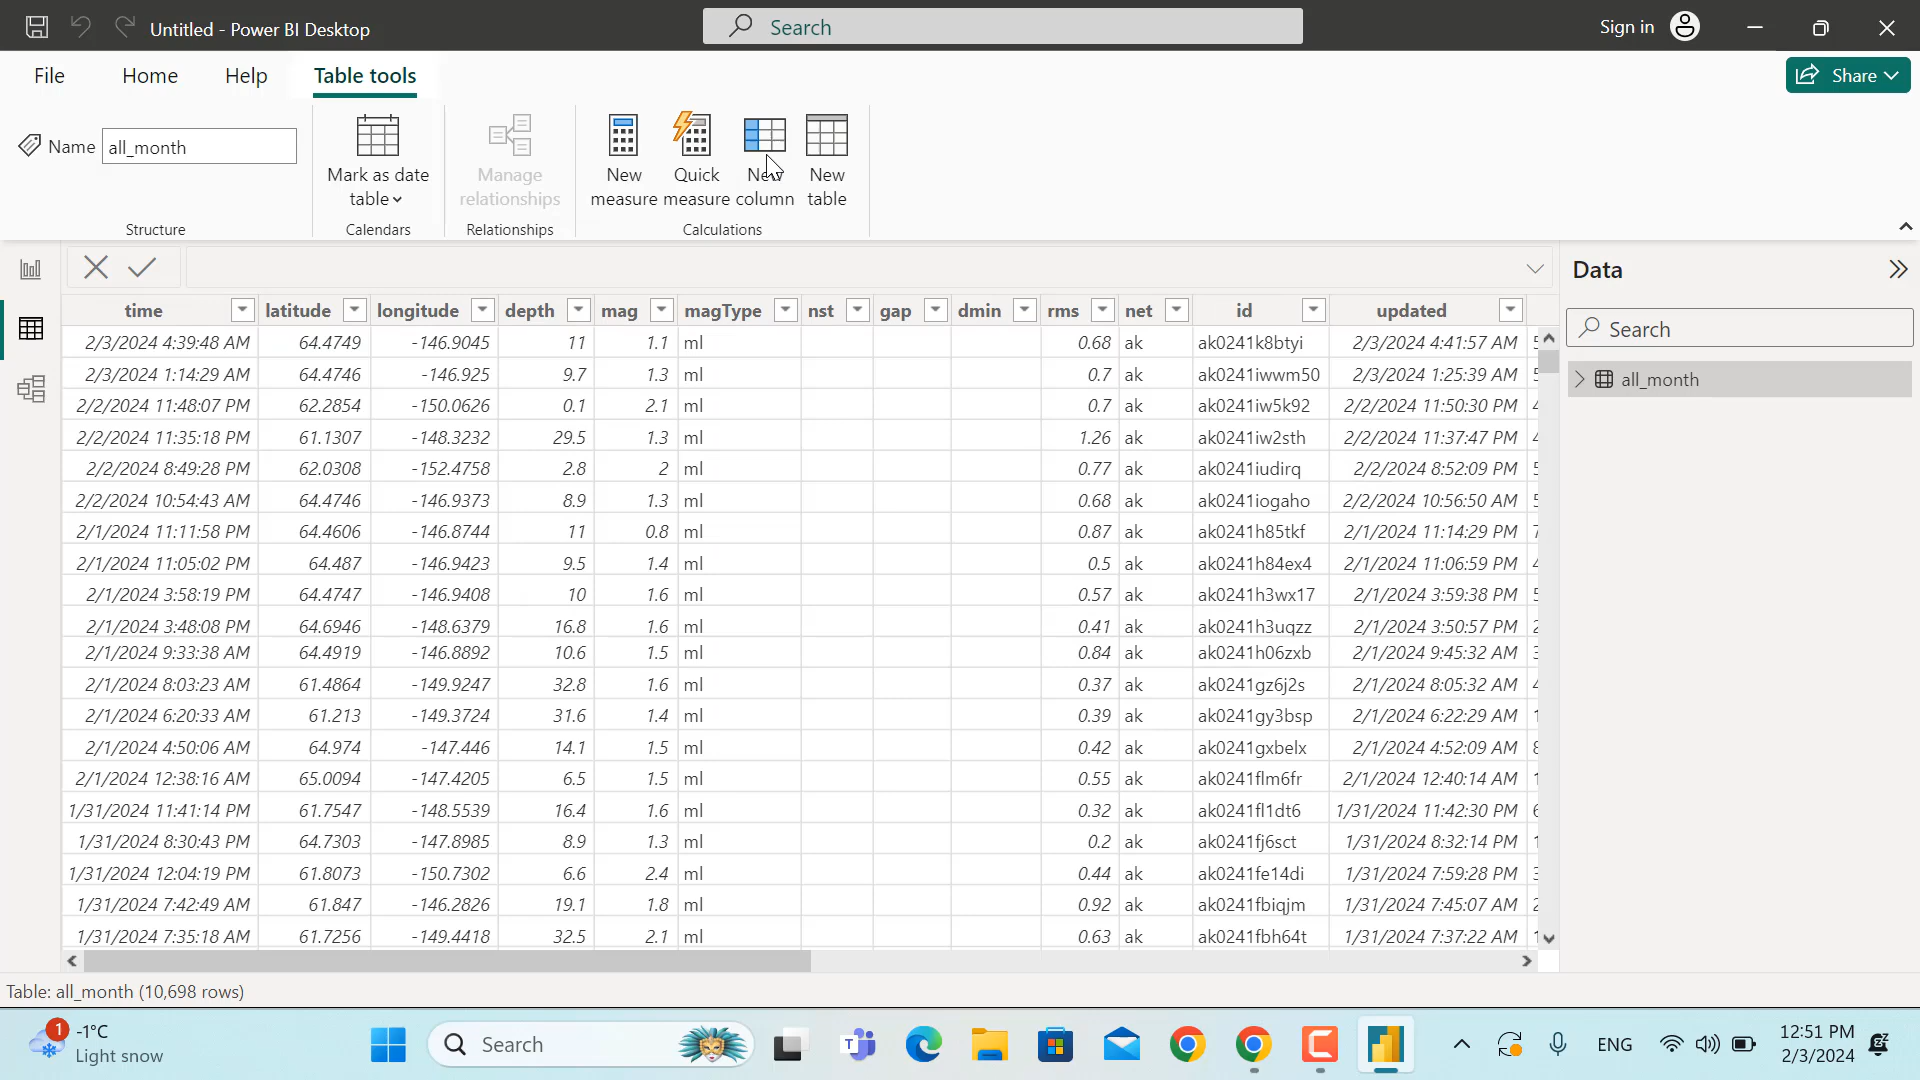 Untitled - Power BI Desktop
Search
Sign in
File
Home
Help
Table tools
Share
Name
all_month
Mark as date
table
Manage
relationships
New
measure
Quick
measure
New
column
New
table
Structure
Calendars
Relationships
Calculations
Data
Search
all_month
time latitude longitude depth mag magType nst gap dmin rms net id updated
2/3/2024 4:39:48 AM 64.4749 -146.9045 11 1.1 ml 0.68 ak ak0241k8btyi 2/3/2024 4:41:57 AM
2/3/2024 1:14:29 AM 64.4746 -146.925 9.7 1.3 ml 0.7 ak ak0241iwwm50 2/3/2024 1:25:39 AM
2/2/2024 11:48:07 PM 62.2854 -150.0626 0.1 2.1 ml 0.7 ak ak0241iw5k92 2/2/2024 11:50:30 PM
2/2/2024 11:35:18 PM 61.1307 -148.3232 29.5 1.3 ml 1.26 ak ak0241iw2sth 2/2/2024 11:37:47 PM
2/2/2024 8:49:28 PM 62.0308 -152.4758 2.8 2 ml 0.77 ak ak0241iudirq 2/2/2024 8:52:09 PM
2/2/2024 10:54:43 AM 64.4746 -146.9373 8.9 1.3 ml 0.68 ak ak0241iogaho 2/2/2024 10:56:50 AM
2/1/2024 11:11:58 PM 64.4606 -146.8744 11 0.8 ml 0.87 ak ak0241h85tkf 2/1/2024 11:14:29 PM
2/1/2024 11:05:02 PM 64.487 -146.9423 9.5 1.4 ml 0.5 ak ak0241h84ex4 2/1/2024 11:06:59 PM
2/1/2024 3:58:19 PM 64.4747 -146.9408 10 1.6 ml 0.57 ak ak0241h3wx17 2/1/2024 3:59:38 PM
2/1/2024 3:48:08 PM 64.6946 -148.6379 16.8 1.6 ml 0.41 ak ak0241h3uqzz 2/1/2024 3:50:57 PM
2/1/2024 9:33:38 AM 64.4919 -146.8892 10.6 1.5 ml 0.84 ak ak0241h06zxb 2/1/2024 9:45:32 AM
2/1/2024 8:03:23 AM 61.4864 -149.9247 32.8 1.6 ml 0.37 ak ak0241gz6j2s 2/1/2024 8:05:32 AM
2/1/2024 6:20:33 AM 61.213 -149.3724 31.6 1.4 ml 0.39 ak ak0241gy3bsp 2/1/2024 6:22:29 AM
2/1/2024 4:50:06 AM 64.974 -147.446 14.1 1.5 ml 0.42 ak ak0241gxbelx 2/1/2024 4:52:09 AM
2/1/2024 12:38:16 AM 65.0094 -147.4205 6.5 1.5 ml 0.55 ak ak0241flm6fr 2/1/2024 12:40:14 AM
1/31/2024 11:41:14 PM 61.7547 -148.5539 16.4 1.6 ml 0.32 ak ak0241fl1dt6 1/31/2024 11:42:30 PM
1/31/2024 8:30:43 PM 64.7303 -147.8985 8.9 1.3 ml 0.2 ak ak0241fj6sct 1/31/2024 8:32:14 PM
1/31/2024 12:04:19 PM 61.8073 -150.7302 6.6 2.4 ml 0.44 ak ak0241fe14di 1/31/2024 7:59:28 PM
1/31/2024 7:42:49 AM 61.847 -146.2826 19.1 1.8 ml 0.92 ak ak0241fbiqjm 1/31/2024 7:45:07 AM
1/31/2024 7:35:18 AM 61.7256 -149.4418 32.5 2.1 ml 0.63 ak ak0241fbh64t 1/31/2024 7:37:22 AM
Table: all_month (10,698 rows)
1
-1°C
Light snow
Search
ENG
12:51 PM
2/3/2024